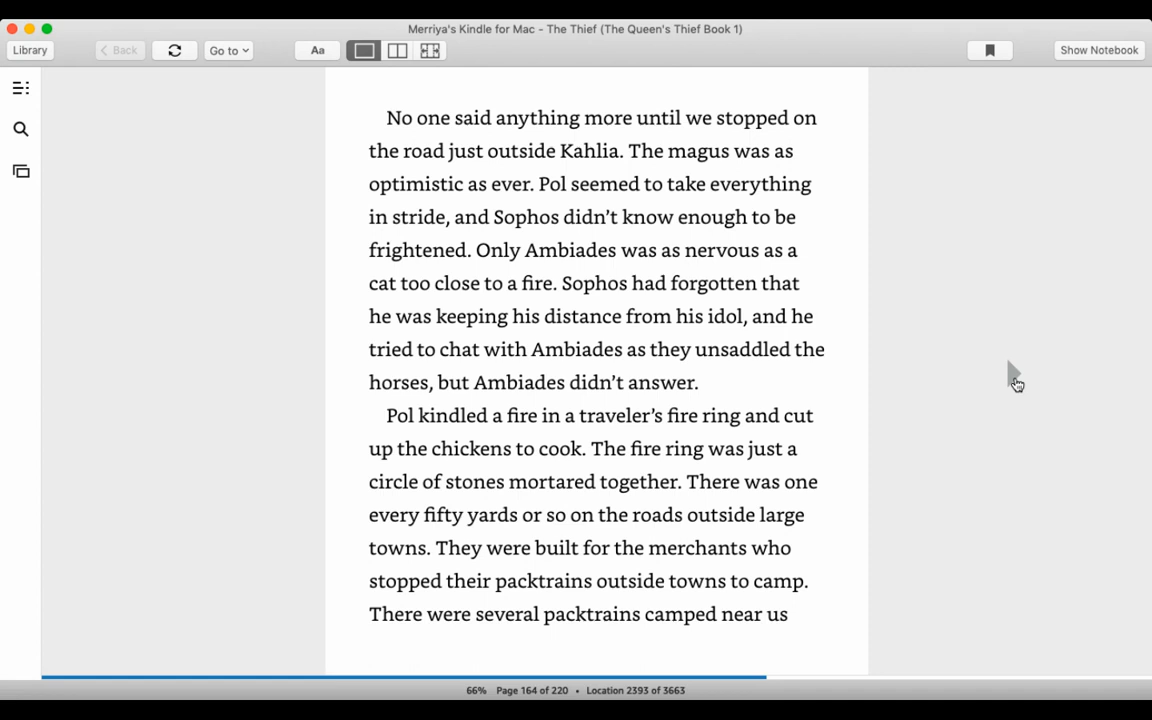 Merriya's Kindle for Mac - The Thief (The Queen's Thief Book 1)
Library
Back
Go to
Aa
Show Notebook
No one said anything more until we stopped on
the road just outside Kahlia. The magus was as
optimistic as ever. Pol seemed to take everything
in stride, and Sophos didn’t know enough to be
frightened. Only Ambiades was as nervous as a
cat too close to a fire. Sophos had forgotten that
he was keeping his distance from his idol, and he
tried to chat with Ambiades as they unsaddled the
horses, but Ambiades didn’t answer.
Pol kindled a fire in a traveler’s fire ring and cut
up the chickens to cook. The fire ring was just a
circle of stones mortared together. There was one
every fifty yards or so on the roads outside large
towns. They were built for the merchants who
stopped their packtrains outside towns to camp.
There were several packtrains camped near us
66% Page 164 of 220 • Location 2393 of 3663